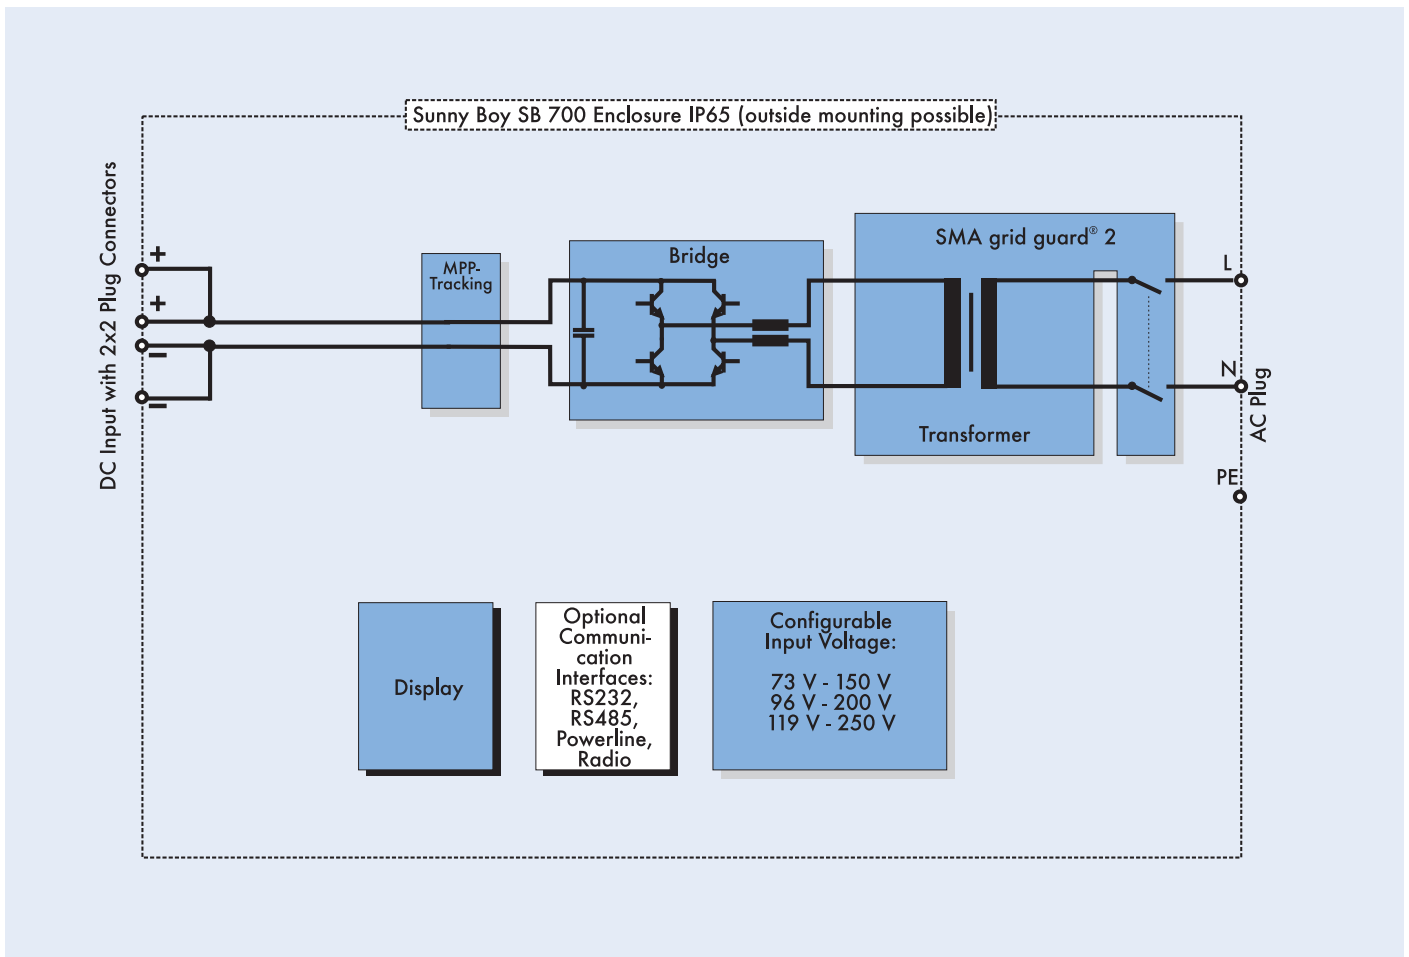 Sunny Boy SB 700 Enclosure IP65 (outside mounting possible)
DC Input with 2x2 Plug Connectors
+
+
–
–
MPP-
Tracking
Bridge
SMA grid guard® 2
Transformer
L
N
AC Plug
PE
Display
Optional
Communi-
cation
Interfaces:
RS232,
RS485,
Powerline,
Radio
Configurable
Input Voltage:
73 V - 150 V
96 V - 200 V
119 V - 250 V